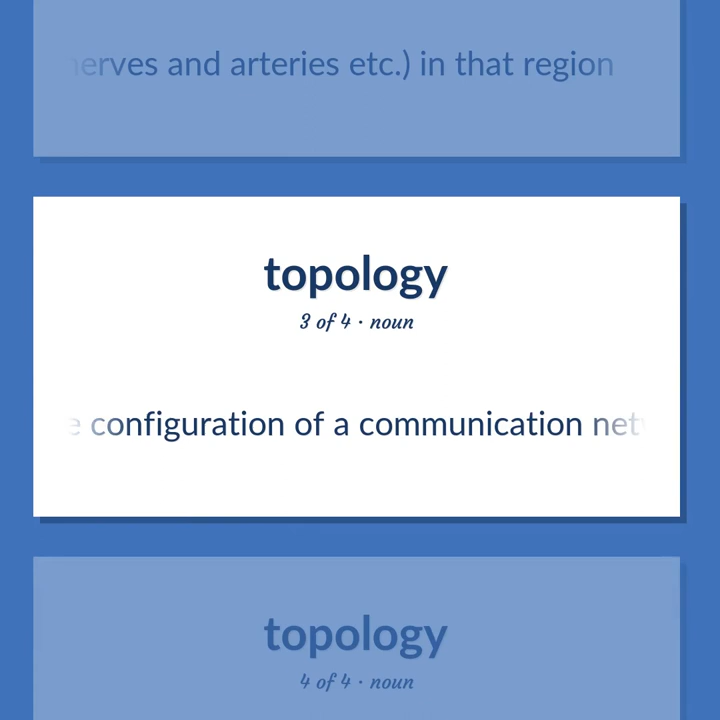 nerves and arteries etc.) in that region
topology
3 of 4 · noun
configuration of a communication
topology
4 of 4 · noun